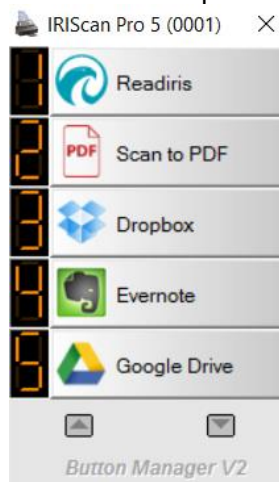 IRIScan Pro 5 (0001)
1 Readiris
2 PDF Scan to PDF
3 Dropbox
4 Evernote
5 Google Drive
Button Manager V2